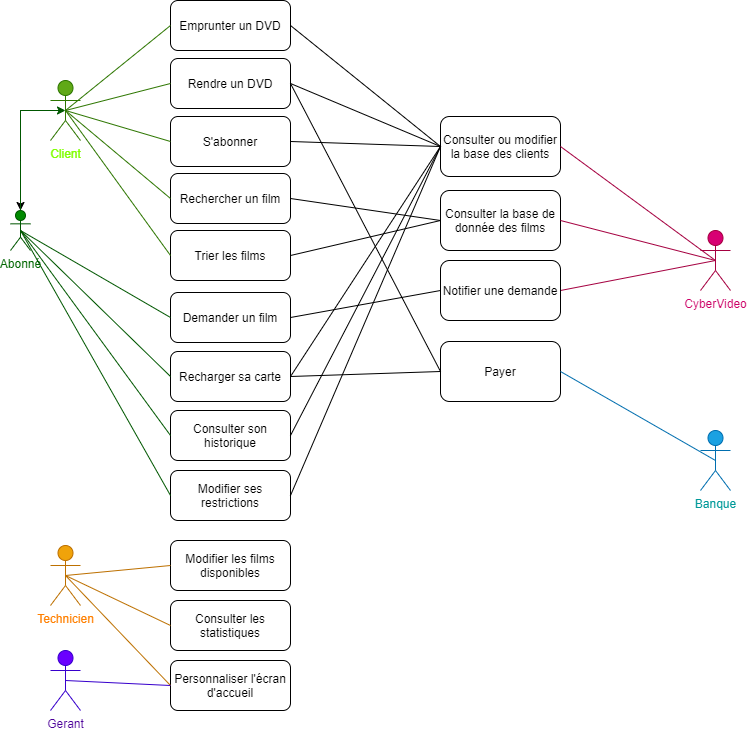 Emprunter un DVD
Rendre un DVD
Client
S'abonner
Consulter ou modifier
la base des clients
Rechercher un film
Consulter la base de
donnée des films
Abonné
Trier les films
CyberVideo
Demander un film
Notifier une demande
Recharger sa carte
Payer
Consulter son
historique
Modifier ses
restrictions
Banque
Modifier les films
disponibles
Technicien
Consulter les
statistiques
Personnaliser l'écran
d'accueil
Gerant